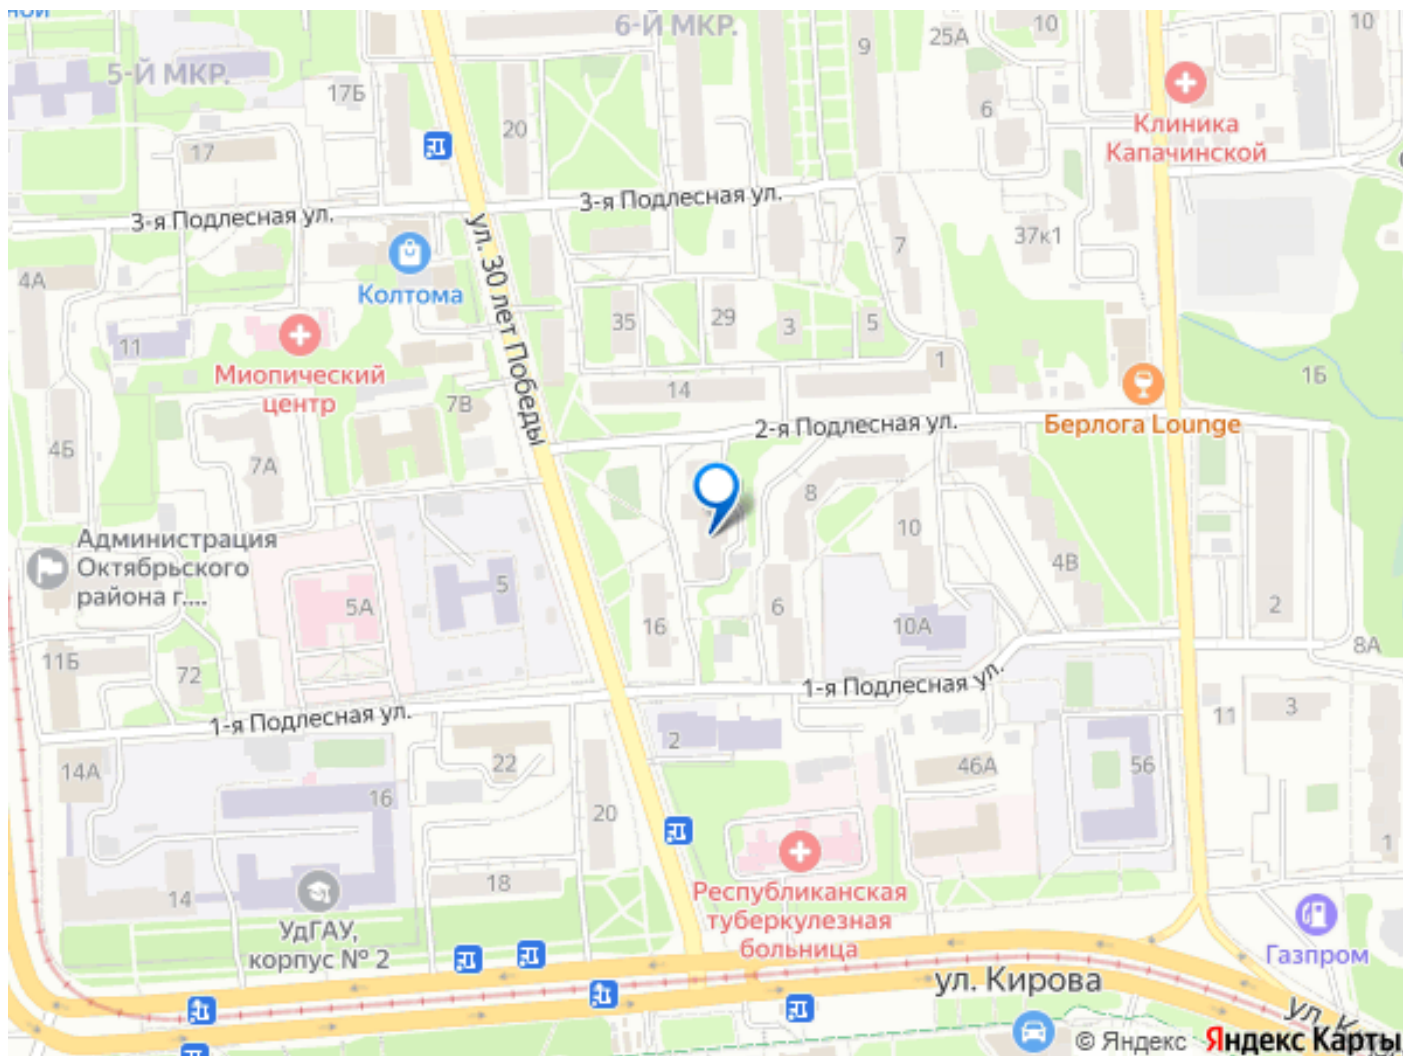 5-Й МКР.
6-Й МКР.
10
10
25А
9
17Б
20
6
17
Клиника
Капачинской
3-я Подлесная ул.
3-я Подлесная ул.
ул. 30 лет Победы
37к1
7
4А
Колтома
35
29
3
5
11
1
1Б
Миопический
центр
14
7В
2-я Подлесная ул.
Берлога Lounge
4Б
7А
8
10
Администрация
Октябрьского
района г....
4В
5
5А
6
2
16
10А
8А
11Б
72
1-я Подлесная ул.
1-я Подлесная ул.
11
3
2
22
46А
56
14А
16
20
1
18
14
Республиканская
туберкулезная
больница
УдГАУ,
корпус № 2
Газпром
ул. Кирова
© Яндекс Яндекс Карты